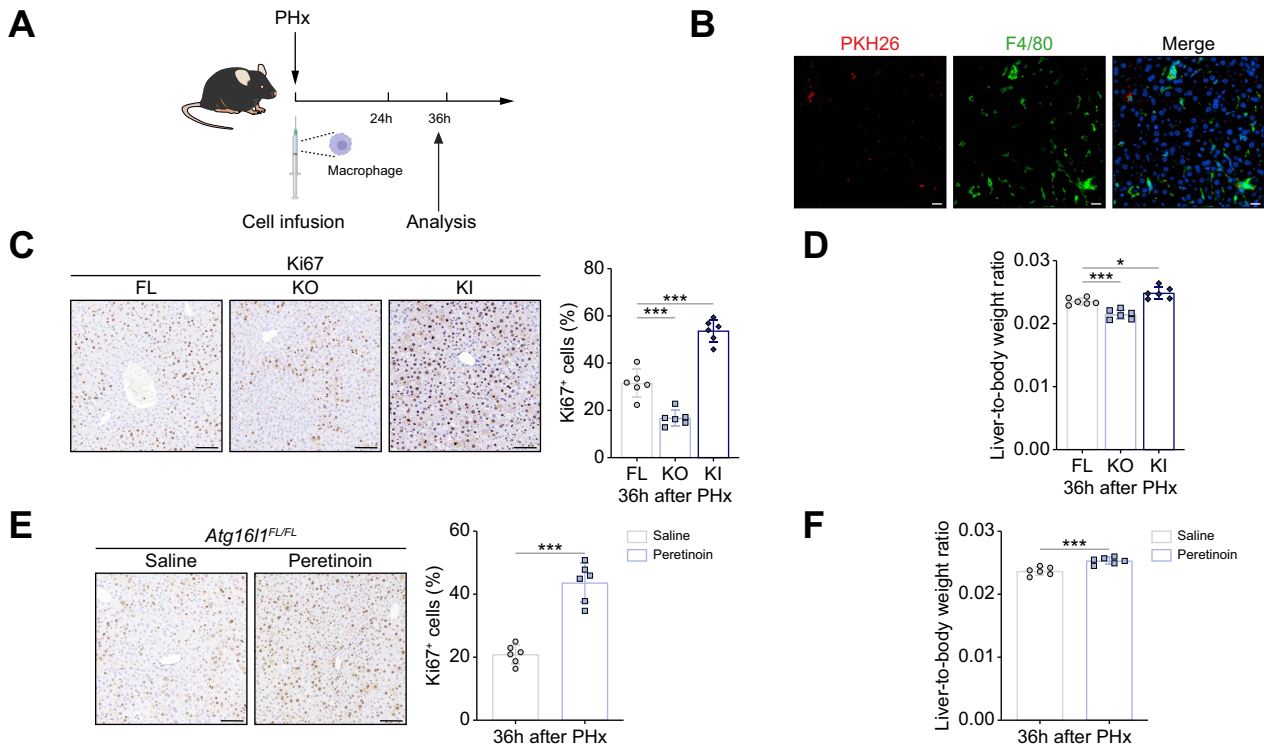 A
PHx
24h
36h
Macrophage
Cell infusion
Analysis
B
PKH26
F4/80
Merge
C
Ki67
FL
KO
KI
Ki67⁺ cells (%)
80
60
40
20
0
***
***
FL
KO
KI
36h after PHx
D
Liver-to-body weight ratio
0.03
0.02
0.01
0.00
*
***
FL
KO
KI
36h after PHx
E
Atg16l1FL/FL
Saline
Peretinoin
Ki67⁺ cells (%)
60
40
20
0
***
Saline
Peretinoin
36h after PHx
F
Liver-to-body weight ratio
0.03
0.02
0.01
0.00
***
Saline
Peretinoin
36h after PHx